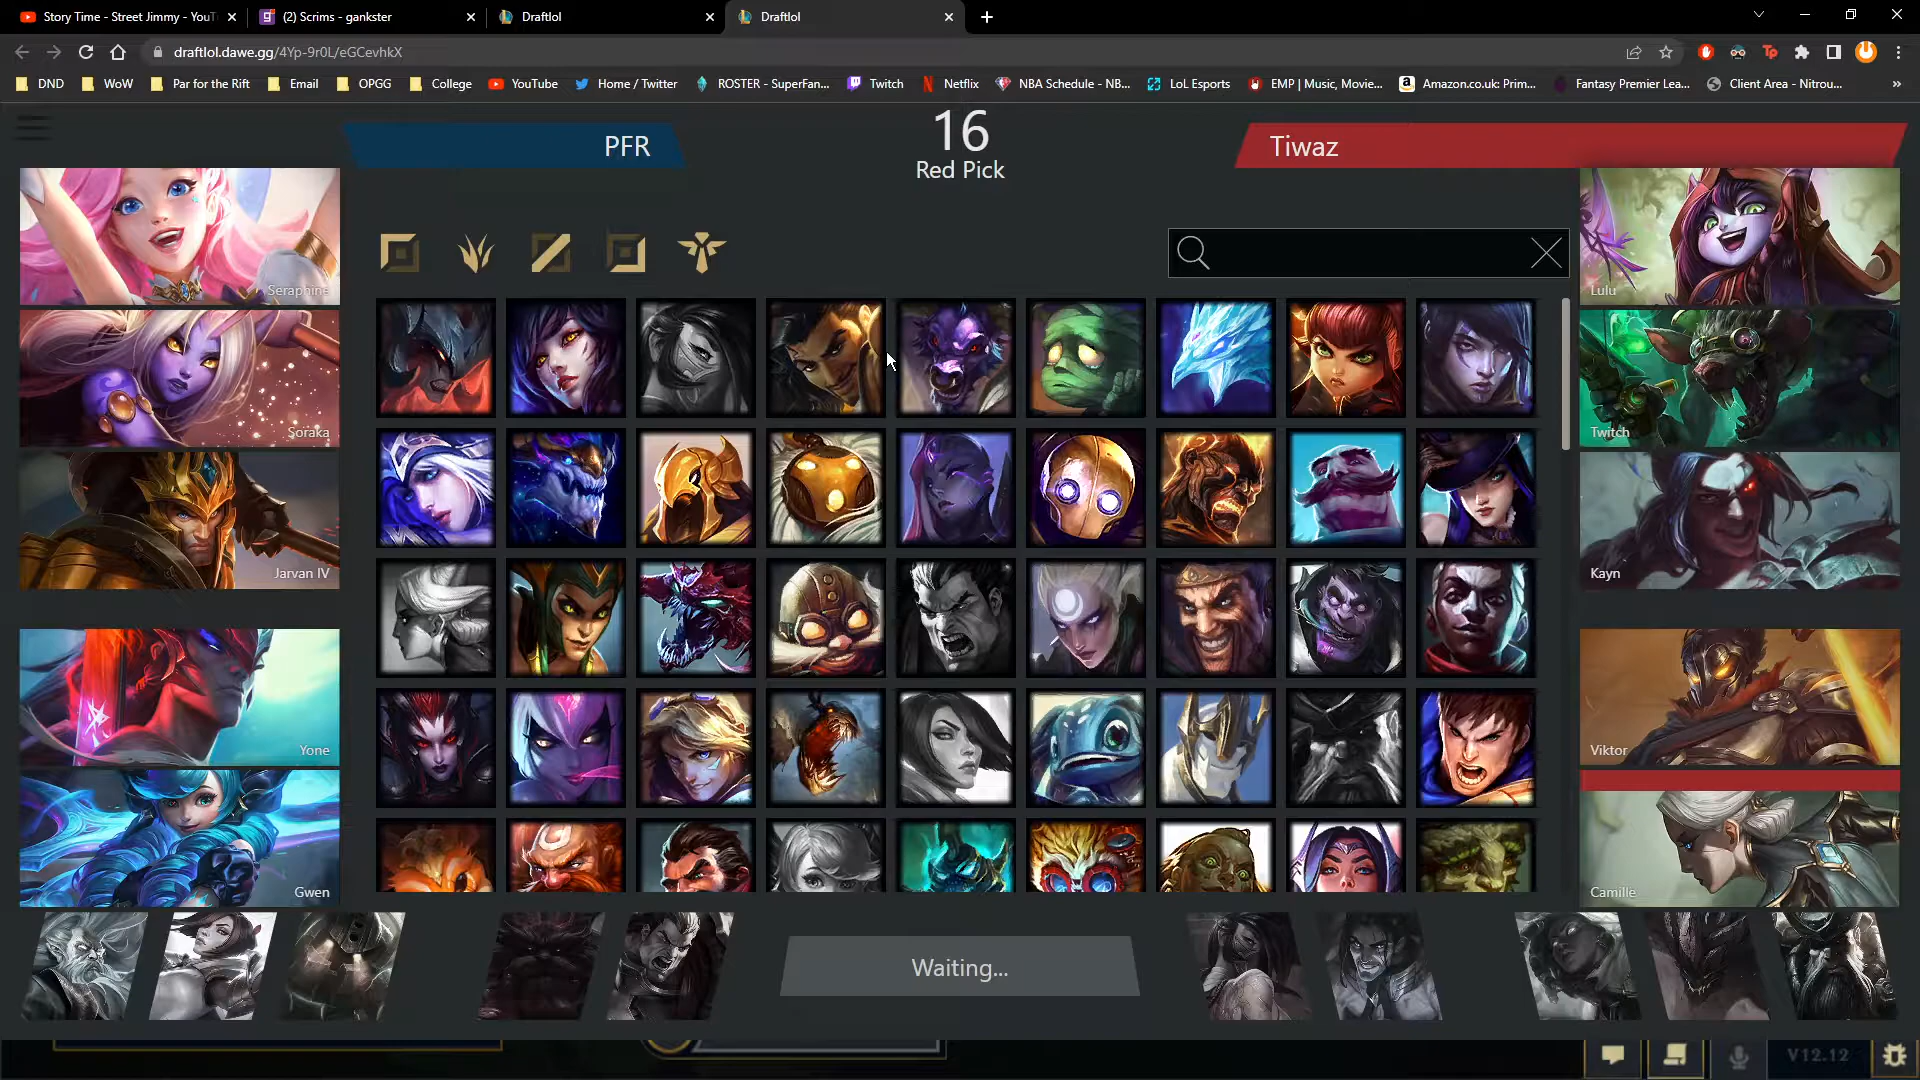 Story Time - Street Jimmy - YouT
(2) Scrims - gankster
Draftlol
Draftlol
draftlol.dawe.gg/4Yp-9r0L/eGCevhkX
DND
WoW
Par for the Rift
Email
OPGG
College
YouTube
Home / Twitter
ROSTER - SuperFan...
Twitch
Netflix
NBA Schedule - NB...
LoL Esports
EMP | Music, Movie...
Amazon.co.uk: Prim...
Fantasy Premier Lea...
Client Area - Nitrou...
»
PFR
16
Red Pick
Tiwaz
Seraphine
Soraka
Jarvan IV
Yone
Gwen
Lulu
Twitch
Kayn
Viktor
Camille
Waiting...
V12.12